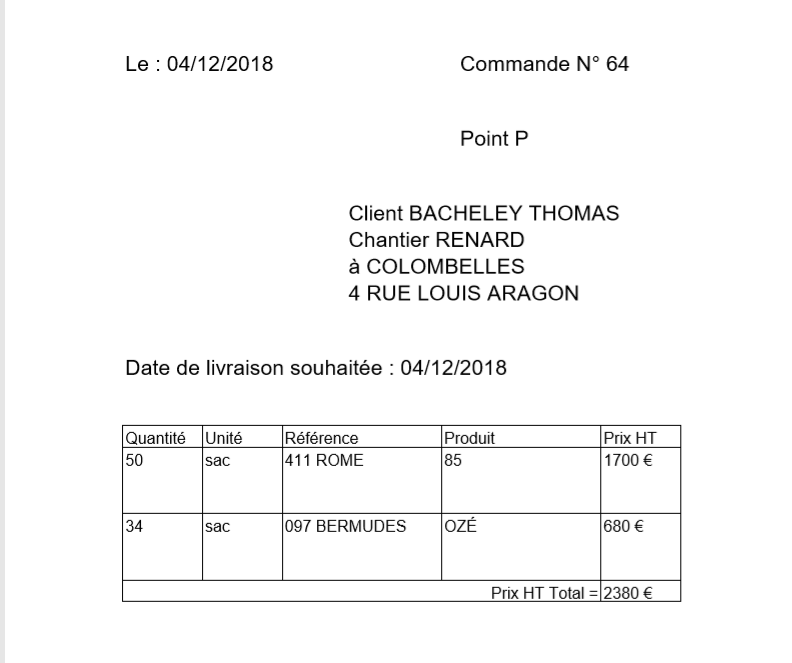 Le : 04/12/2018 Commande N° 64
Point P
Client BACHELEY THOMAS
Chantier RENARD
à COLOMBELLES
4 RUE LOUIS ARAGON
Date de livraison souhaitée : 04/12/2018
Quantité Unité Référence Produit Prix HT
50 sac 411 ROME 85 1700 €
34 sac 097 BERMUDES OZÉ 680 €
Prix HT Total = 2380 €